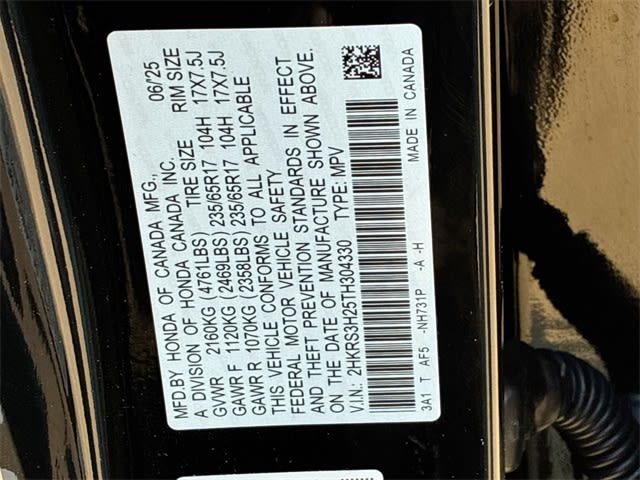 MFD.BY HONDA OF CANADA MFG., 06/25
A DIVISION OF HONDA CANADA INC.
TIRE SIZE RIM SIZE
GVWR 2160KG (4761LBS)
GAWR F 1120KG (2469LBS) 235/65R17 104H 17X7.5J
GAWR R 1070KG (2358LBS) 235/65R17 104H 17X7.5J
THIS VEHICLE CONFORMS TO ALL APPLICABLE
FEDERAL MOTOR VEHICLE SAFETY
AND THEFT PREVENTION STANDARDS IN EFFECT
ON THE DATE OF MANUFACTURE SHOWN ABOVE.
V.I.N.: 2HKRS3H25TH304330 TYPE: MPV
3A1 T AF5 -NH731P -A -H MADE IN CANADA